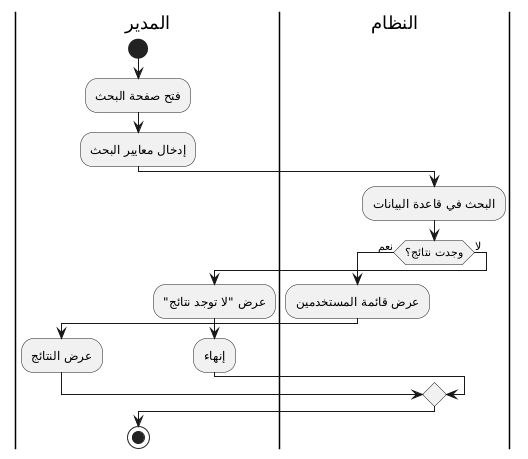 المدير
النظام
فتح صفحة البحث
إدخال معايير البحث
البحث في قاعدة البيانات
وجدت نتائج؟
نعم
لا
عرض قائمة المستخدمين
عرض "لا توجد نتائج"
عرض النتائج
إنهاء